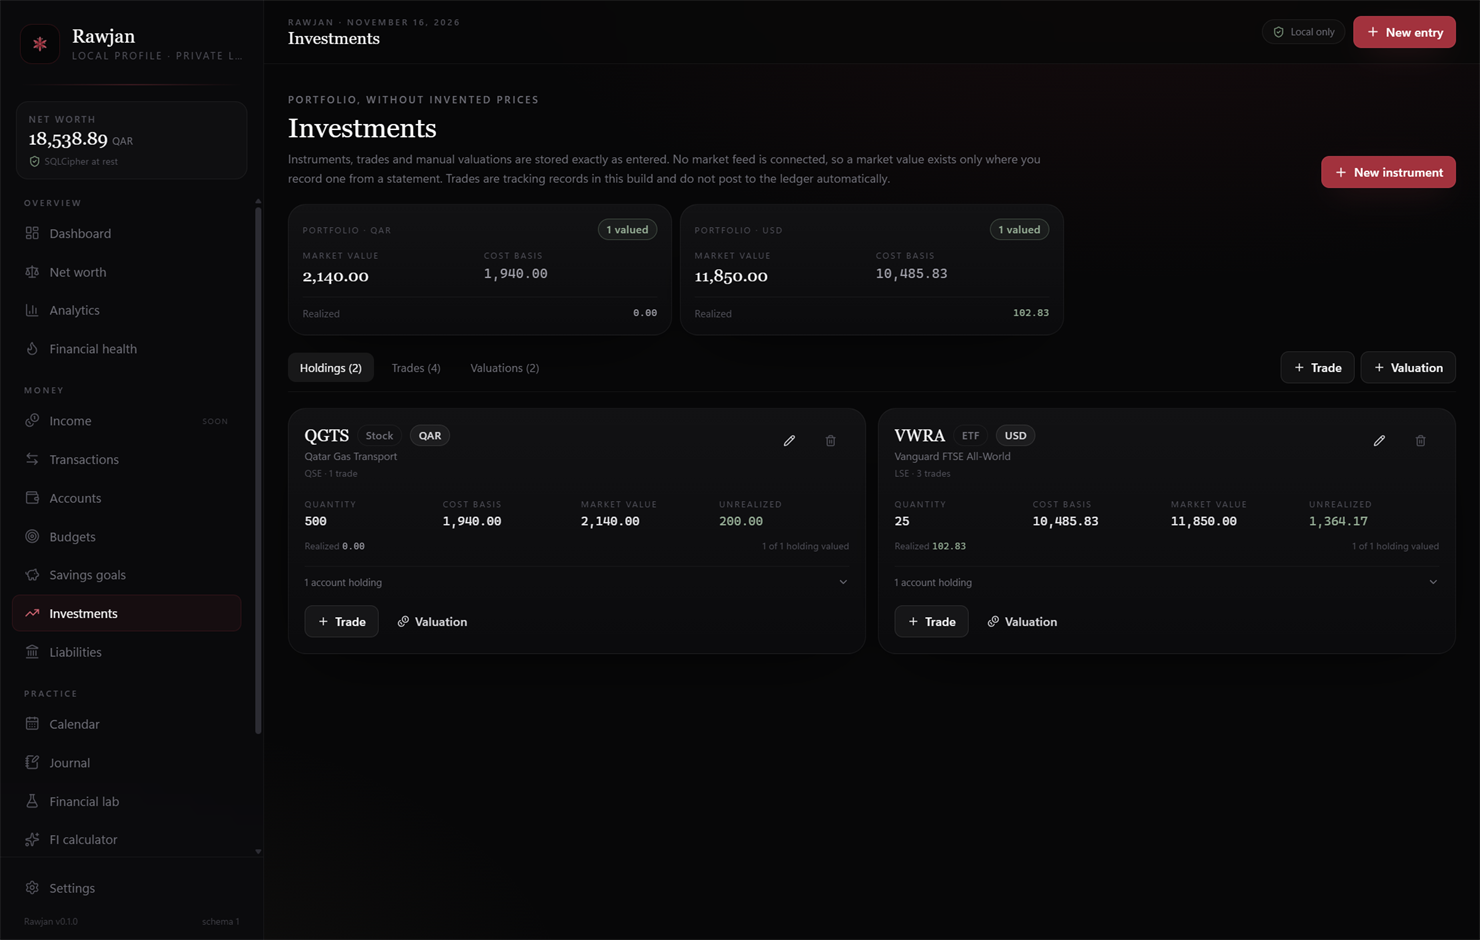 Rawjan
LOCAL PROFILE · PRIVATE L...
NET WORTH
18,538.89 QAR
SQLCipher at rest
OVERVIEW
Dashboard
Net worth
Analytics
Financial health
MONEY
Income SOON
Transactions
Accounts
Budgets
Savings goals
Investments
Liabilities
PRACTICE
Calendar
Journal
Financial lab
FI calculator
Settings
Rawjan v0.1.0 schema 1
RAWJAN · NOVEMBER 16, 2026
Investments
Local only
+ New entry
PORTFOLIO, WITHOUT INVENTED PRICES
Investments
Instruments, trades and manual valuations are stored exactly as entered. No market feed is connected, so a market value exists only where you
record one from a statement. Trades are tracking records in this build and do not post to the ledger automatically.
+ New instrument
PORTFOLIO · QAR 1 valued
MARKET VALUE COST BASIS
2,140.00 1,940.00
Realized 0.00
PORTFOLIO · USD 1 valued
MARKET VALUE COST BASIS
11,850.00 10,485.83
Realized 102.83
Holdings (2) Trades (4) Valuations (2)
+ Trade + Valuation
QGTS Stock QAR
Qatar Gas Transport
QSE · 1 trade
QUANTITY COST BASIS MARKET VALUE UNREALIZED
500 1,940.00 2,140.00 200.00
Realized 0.00 1 of 1 holding valued
1 account holding
+ Trade Valuation
VWRA ETF USD
Vanguard FTSE All-World
LSE · 3 trades
QUANTITY COST BASIS MARKET VALUE UNREALIZED
25 10,485.83 11,850.00 1,364.17
Realized 102.83 1 of 1 holding valued
1 account holding
+ Trade Valuation